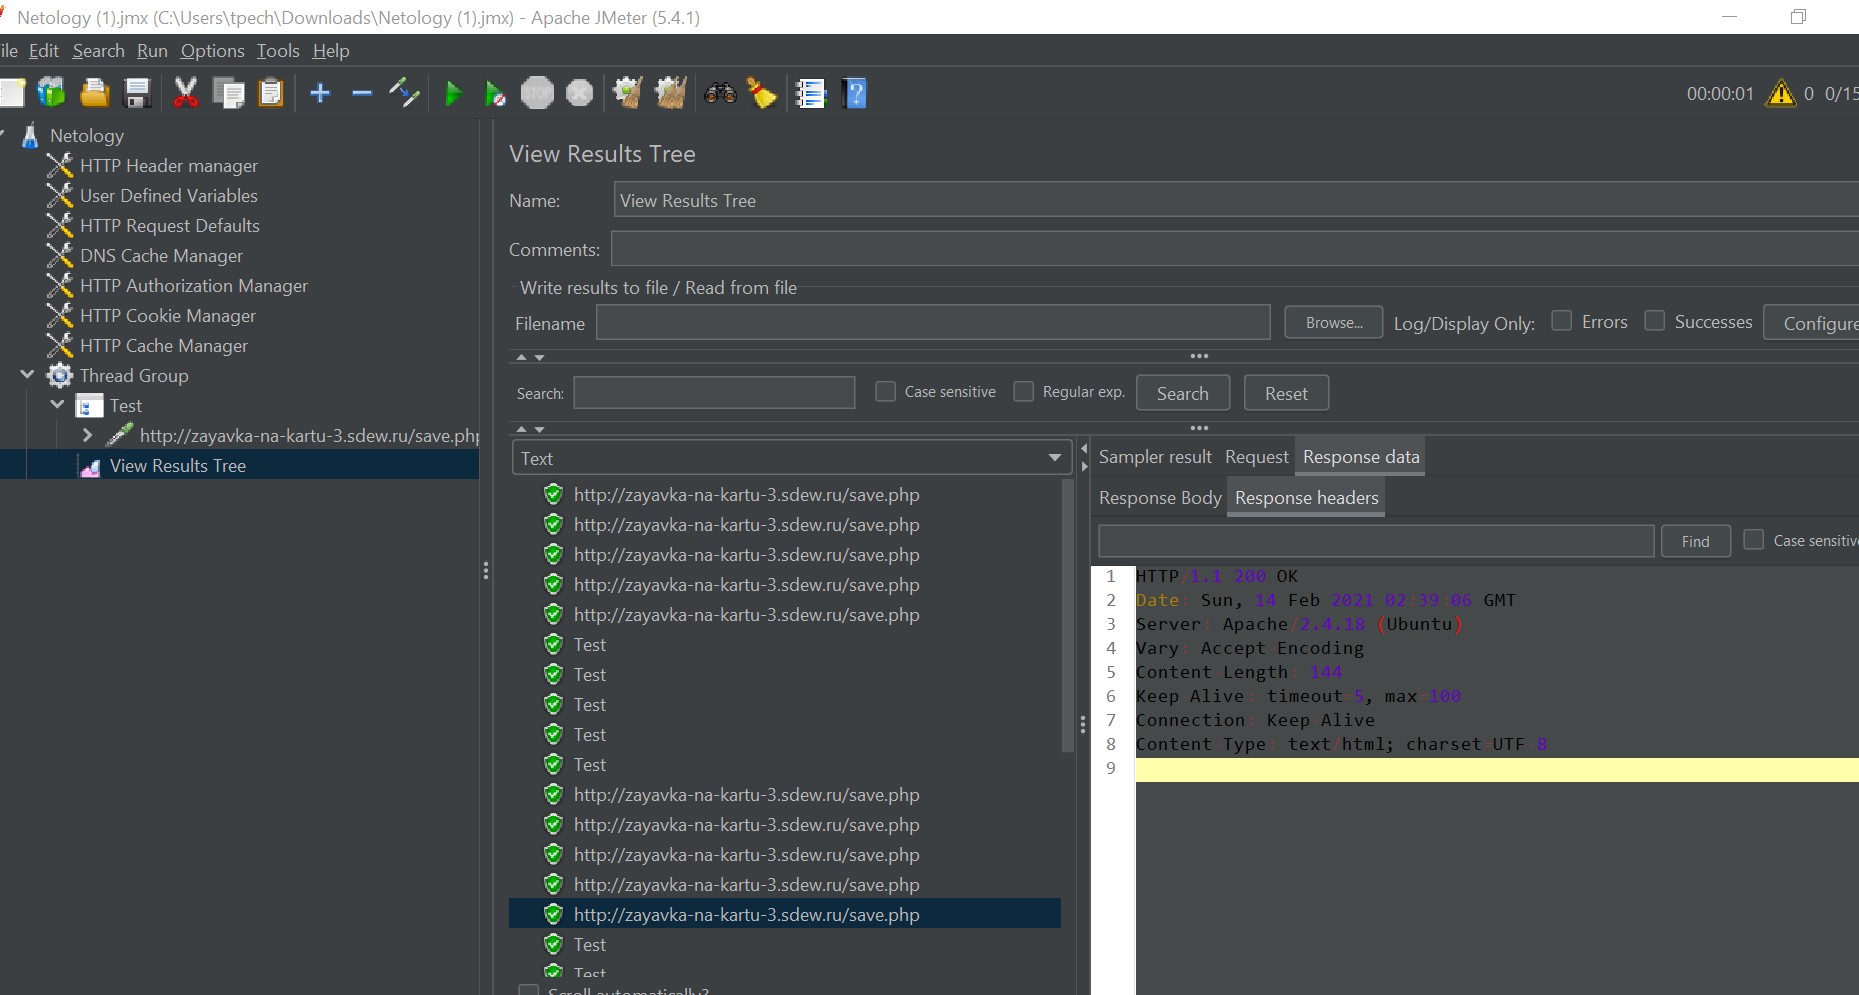 Netology (1).jmx (C:\Users\tpech\Downloads\Netology (1).jmx) - Apache JMeter (5.4.1)
ile Edit Search Run Options Tools Help
STOP
00:00:01 0 0/15
Netology
HTTP Header manager
User Defined Variables
HTTP Request Defaults
DNS Cache Manager
HTTP Authorization Manager
HTTP Cookie Manager
HTTP Cache Manager
Thread Group
Test
http://zayavka-na-kartu-3.sdew.ru/save.php
View Results Tree
View Results Tree
Name: View Results Tree
Comments:
Write results to file / Read from file
Filename Browse... Log/Display Only: Errors Successes Configure
Search: Case sensitive Regular exp. Search Reset
Text
http://zayavka-na-kartu-3.sdew.ru/save.php
http://zayavka-na-kartu-3.sdew.ru/save.php
http://zayavka-na-kartu-3.sdew.ru/save.php
http://zayavka-na-kartu-3.sdew.ru/save.php
http://zayavka-na-kartu-3.sdew.ru/save.php
Test
Test
Test
Test
Test
http://zayavka-na-kartu-3.sdew.ru/save.php
http://zayavka-na-kartu-3.sdew.ru/save.php
http://zayavka-na-kartu-3.sdew.ru/save.php
http://zayavka-na-kartu-3.sdew.ru/save.php
http://zayavka-na-kartu-3.sdew.ru/save.php
Test
Test
Scroll automatically?
Sampler result Request Response data
Response Body Response headers
Find Case sensitive
1 HTTP/1.1 200 OK
2 Date: Sun, 14 Feb 2021 02:39:06 GMT
3 Server: Apache/2.4.18 (Ubuntu)
4 Vary: Accept-Encoding
5 Content-Length: 144
6 Keep-Alive: timeout=5, max=100
7 Connection: Keep-Alive
8 Content-Type: text/html; charset=UTF-8
9